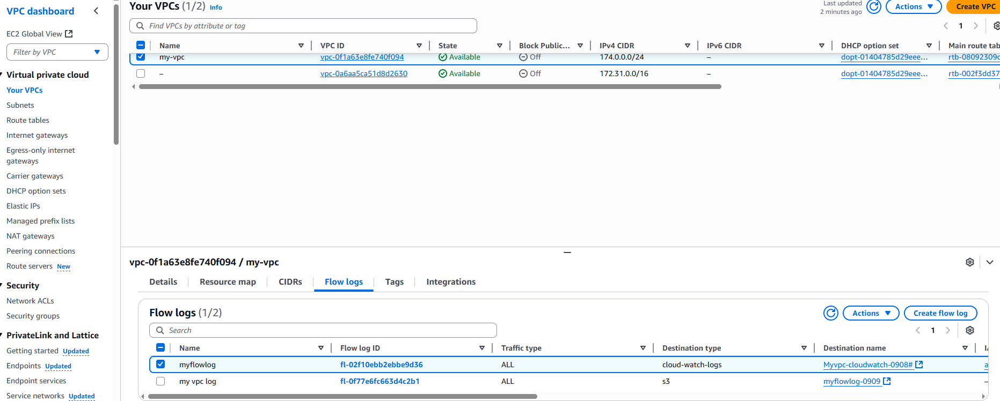 VPC dashboard
EC2 Global View
Filter by VPC
Virtual private cloud
Your VPCs
Subnets
Route tables
Internet gateways
Egress-only internet
gateways
Carrier gateways
DHCP option sets
Elastic IPs
Managed prefix lists
NAT gateways
Peering connections
Route servers New
Security
Network ACLs
Security groups
PrivateLink and Lattice
Getting started Updated
Endpoints Updated
Endpoint services
Service networks Updated
Your VPCs (1/2) Info
Last updated
2 minutes ago
Actions
Create VPC
Find VPCs by attribute or tag
1
Name VPC ID State Block Public... IPv4 CIDR IPv6 CIDR DHCP option set Main route tab
my-vpc vpc-0f1a63e8fe740f094 Available Off 174.0.0.0/24 – dopt-01404785d29eee... rtb-08092309c
– vpc-0a6aa5ca51d8d2630 Available Off 172.31.0.0/16 – dopt-01404785d29eee... rtb-002f3dd37
vpc-0f1a63e8fe740f094 / my-vpc
Details Resource map CIDRs Flow logs Tags Integrations
Flow logs (1/2)
Actions
Create flow log
Search
1
Name Flow log ID Traffic type Destination type Destination name
myflowlog fl-02f10ebb2ebbe9d36 ALL cloud-watch-logs Myvpc-cloudwatch-0908# a
my vpc log fl-0f77e6fc663d4c2b1 ALL s3 myflowlog-0909 –